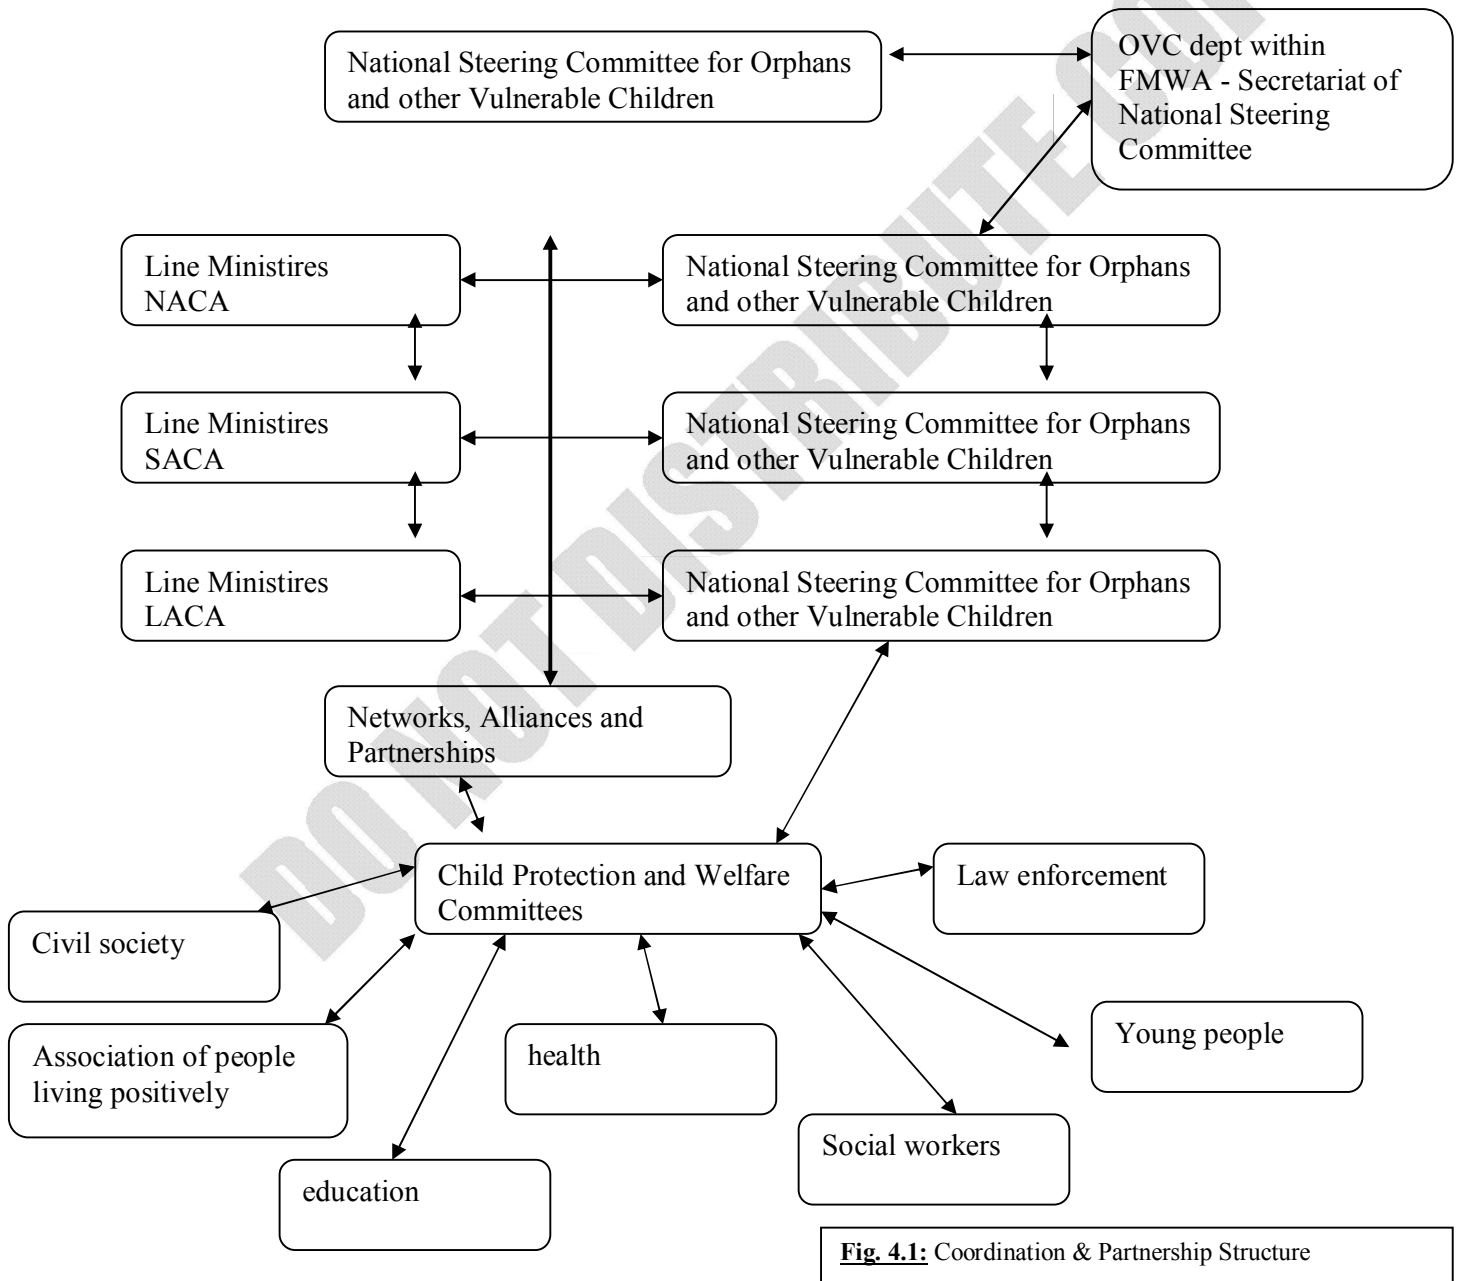 National Steering Committee for Orphans
and other Vulnerable Children
OVC dept within
FMWA - Secretariat of
National Steering
Committee
Line Ministires
NACA
National Steering Committee for Orphans
and other Vulnerable Children
Line Ministires
SACA
National Steering Committee for Orphans
and other Vulnerable Children
Line Ministires
LACA
National Steering Committee for Orphans
and other Vulnerable Children
Networks, Alliances and
Partnerships
Child Protection and Welfare
Committees
Law enforcement
Civil society
Young people
Association of people
living positively
health
Social workers
education
Fig. 4.1: Coordination & Partnership Structure
DO NOT DISTRIBUTE